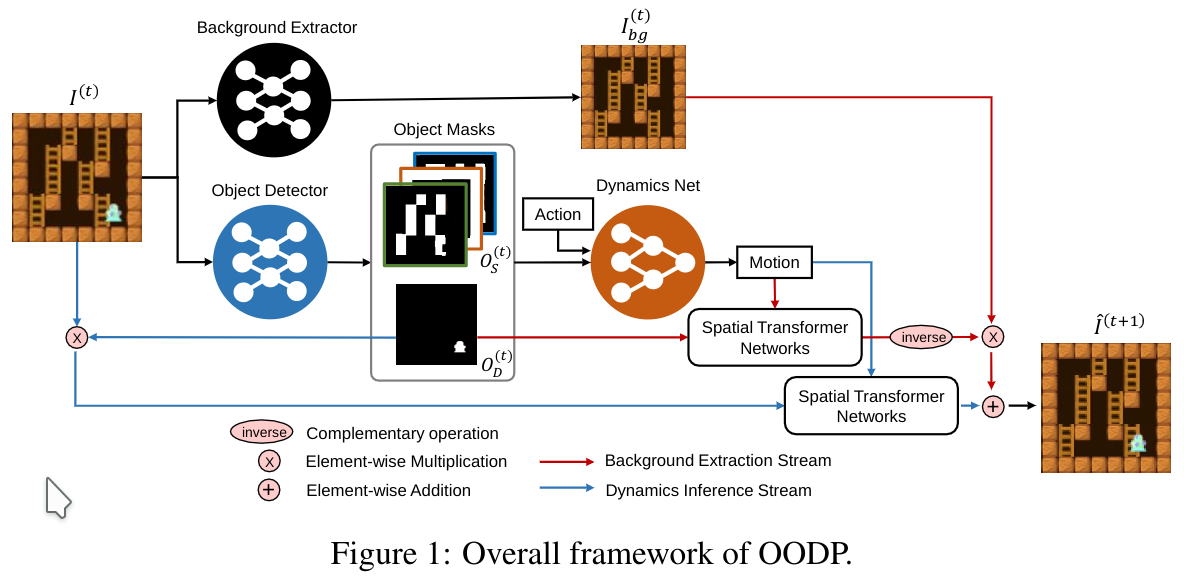 Background Extractor
I_{bg}^{(t)}
I^{(t)}
Object Masks
Object Detector
Dynamics Net
Action
O_S^{(t)}
Motion
O_D^{(t)}
Spatial Transformer
Networks
inverse
X
X
Î^{(t+1)}
Spatial Transformer
Networks
+
inverse Complementary operation
X Element-wise Multiplication
Background Extraction Stream
+ Element-wise Addition
Dynamics Inference Stream
Figure 1: Overall framework of OODP.